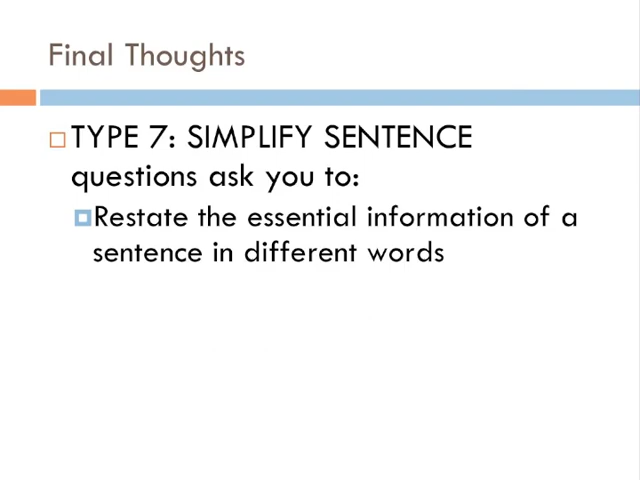 Final Thoughts
TYPE 7: SIMPLIFY SENTENCE
questions ask you to:
Restate the essential information of a
sentence in different words